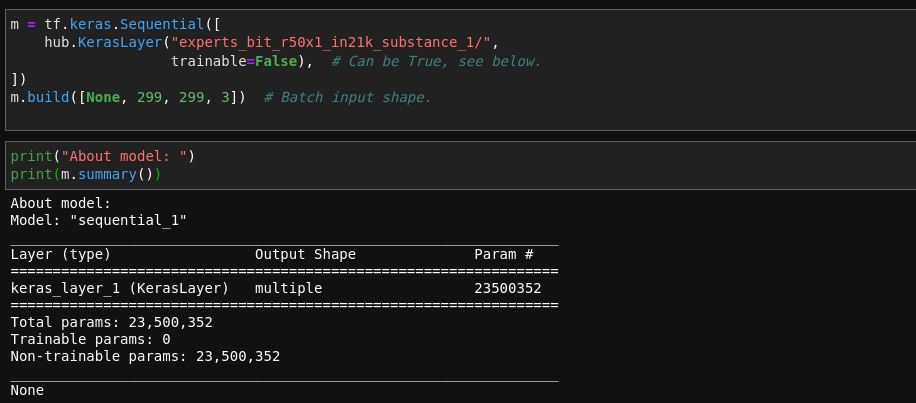 m = tf.keras.Sequential([
    hub.KerasLayer("experts_bit_r50x1_in21k_substance_1/",
                   trainable=False),  # Can be True, see below.
])
m.build([None, 299, 299, 3])  # Batch input shape.
print("About model: ")
print(m.summary())
About model:
Model: "sequential_1"
_________________________________________________________________
Layer (type)                 Output Shape              Param #
=================================================================
keras_layer_1 (KerasLayer)   multiple                  23500352
=================================================================
Total params: 23,500,352
Trainable params: 0
Non-trainable params: 23,500,352
_________________________________________________________________
None